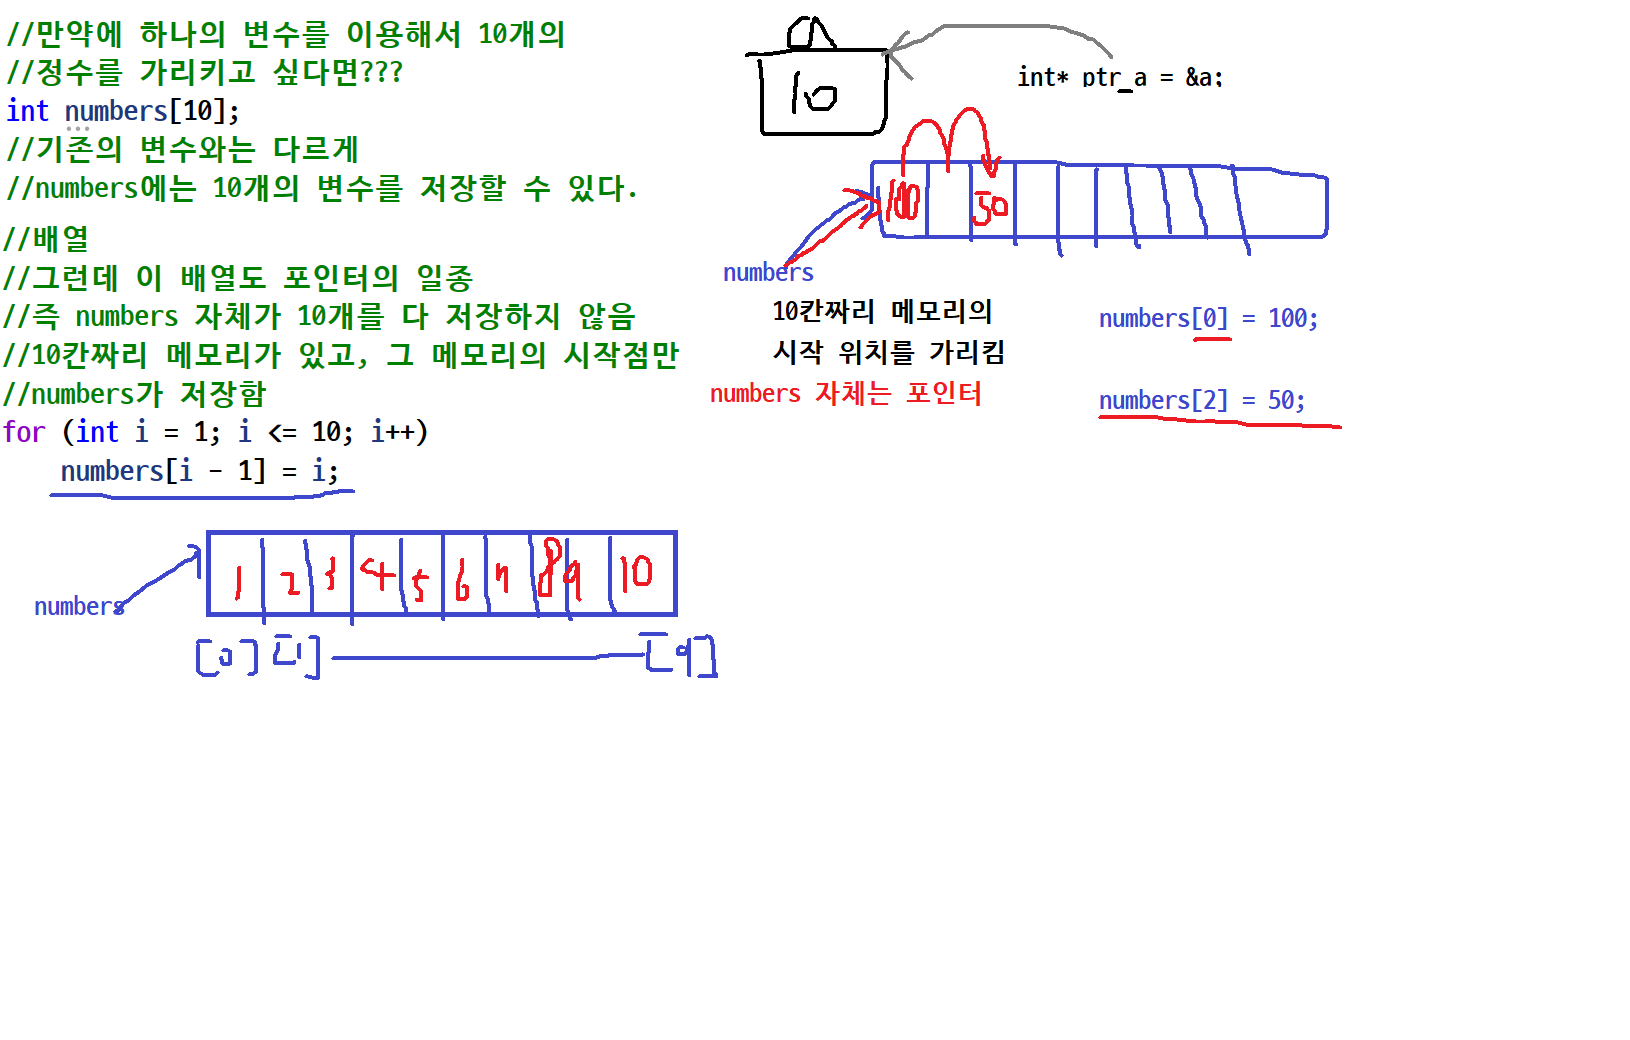 //만약에 하나의 변수를 이용해서 10개의
//정수를 가리키고 싶다면???
int numbers[10];
//기존의 변수와는 다르게
//numbers에는 10개의 변수를 저장할 수 있다.
//배열
//그런데 이 배열도 포인터의 일종
//즉 numbers 자체가 10개를 다 저장하지 않음
//10칸짜리 메모리가 있고, 그 메모리의 시작점만
//numbers가 저장함
for (int i = 1; i <= 10; i++)
numbers[i - 1] = i;
1 2 3 4 5 6 7 8 9 10
numbers
[0] [1] [9]
a
10
int* ptr_a = &a;
100 50
numbers
10칸짜리 메모리의
시작 위치를 가리킴
numbers 자체는 포인터
numbers[0] = 100;
numbers[2] = 50;